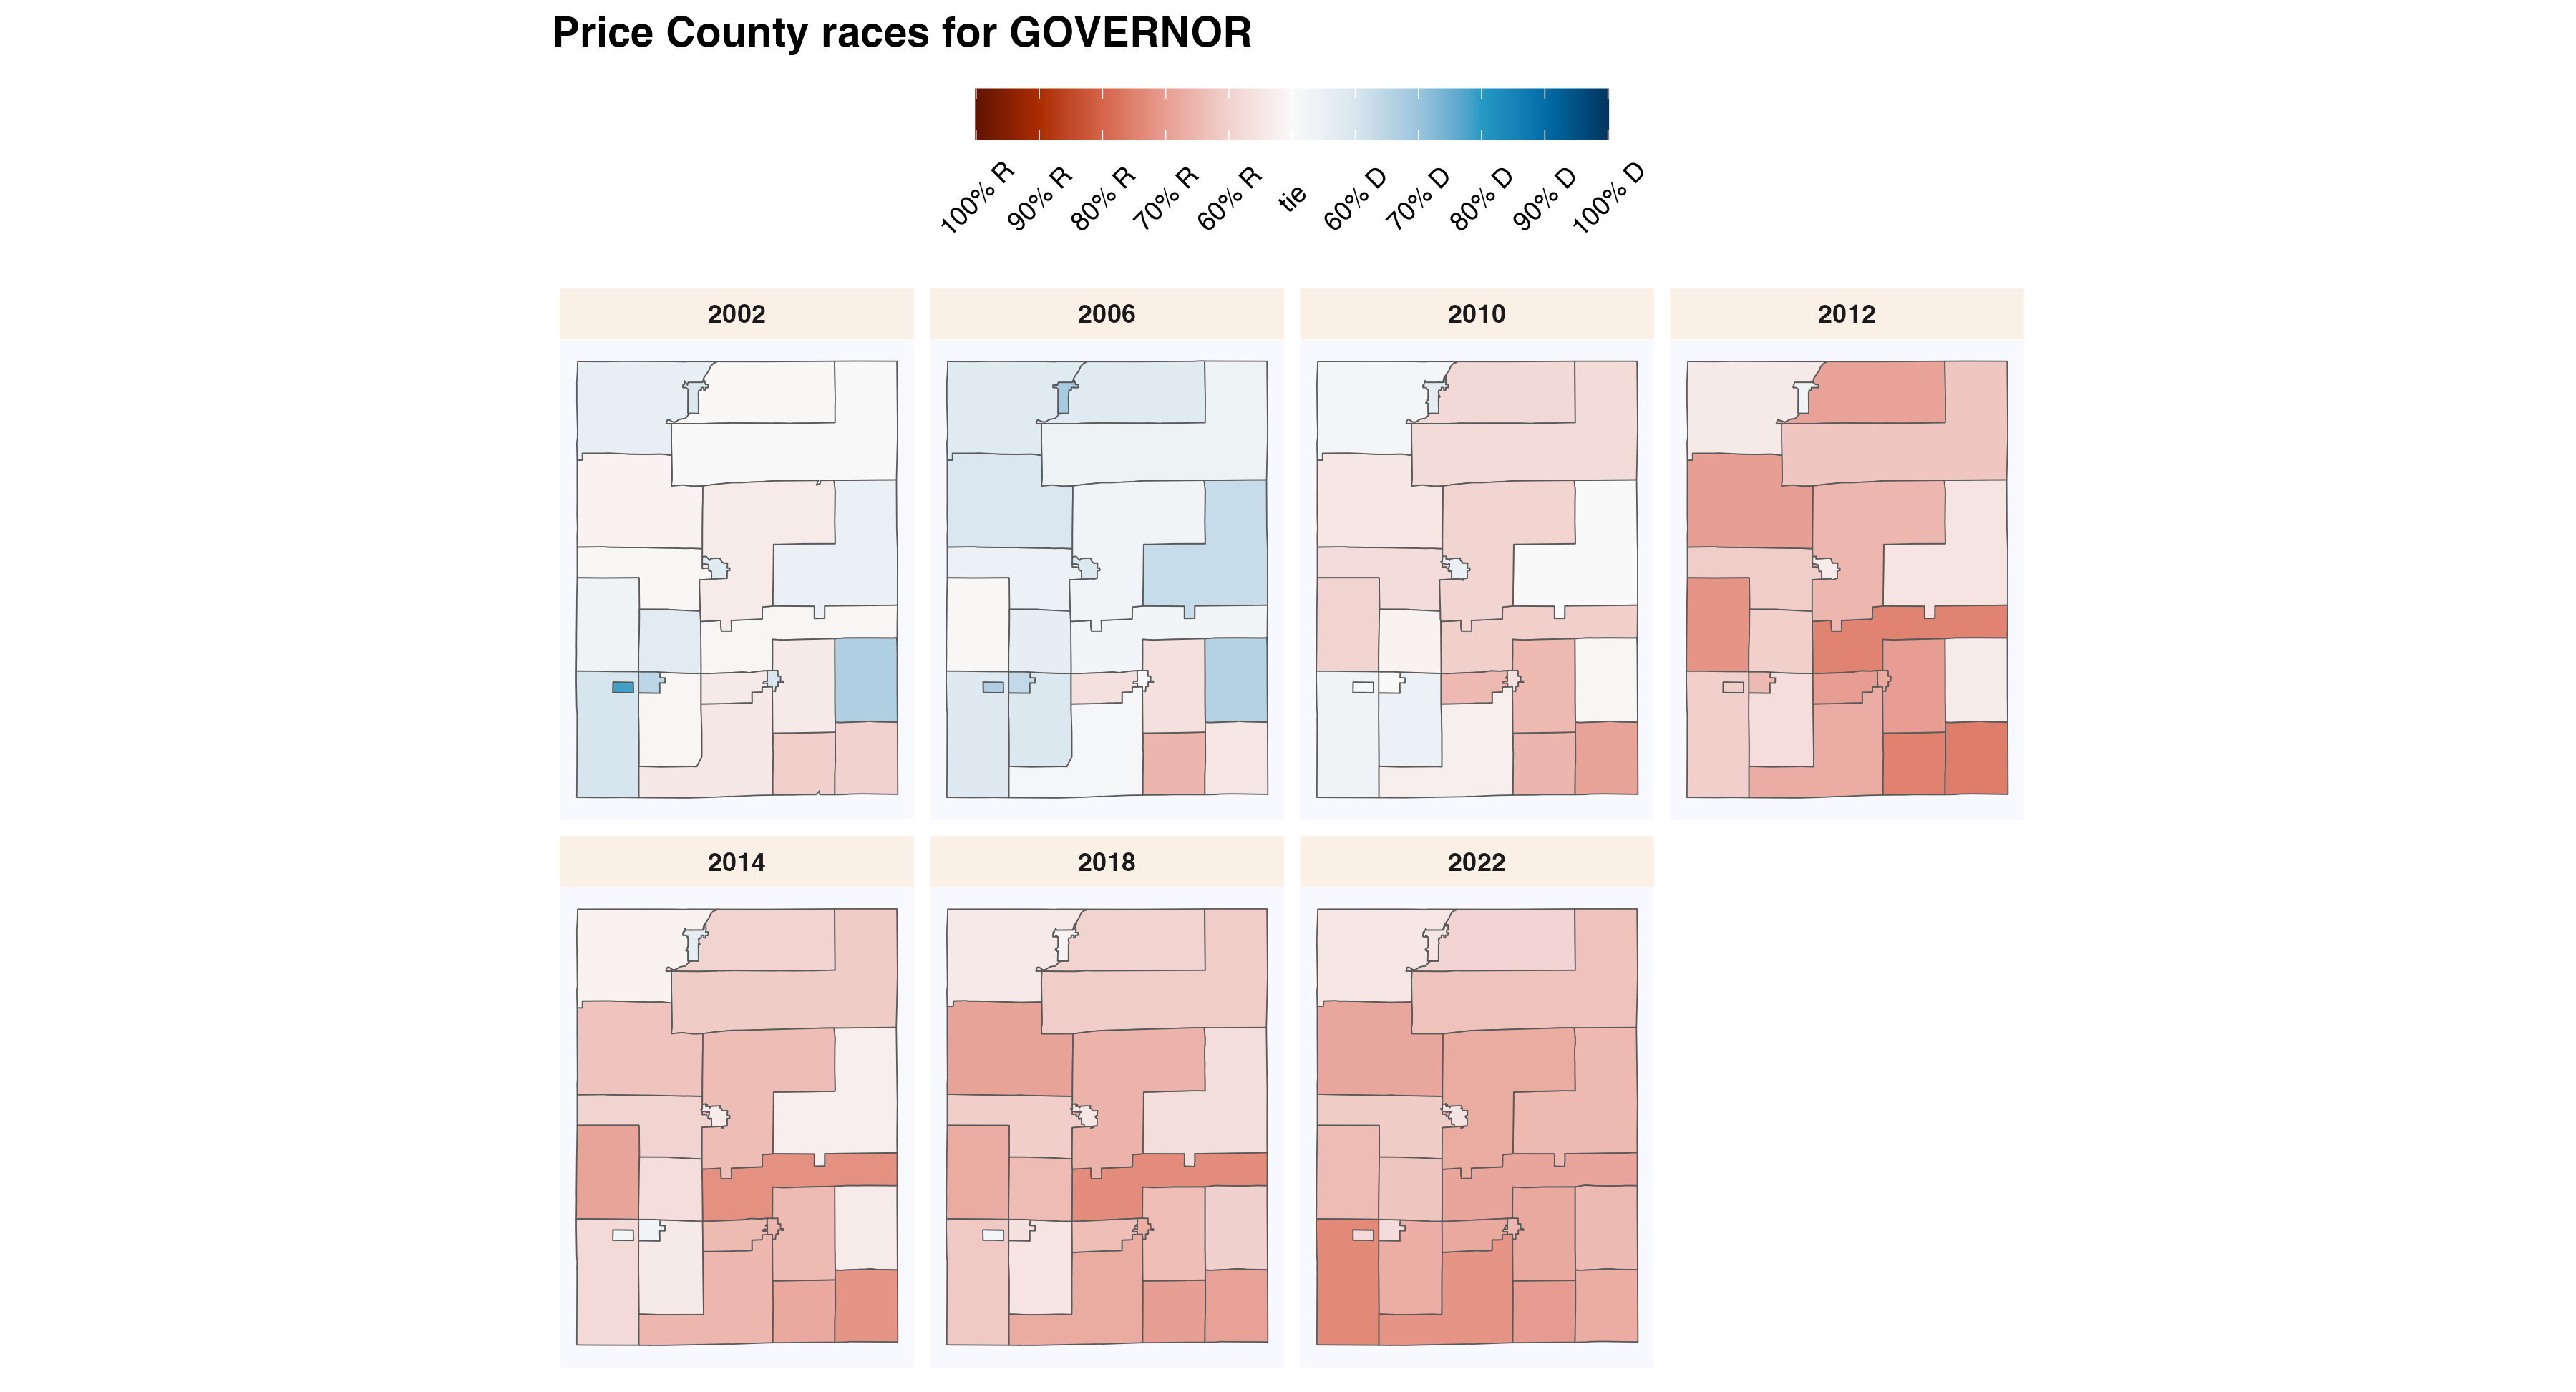 Price County races for GOVERNOR
100% R 90% R 80% R 70% R 60% R tie 60% D 70% D 80% D 90% D 100% D
2002 2006 2010 2012
2014 2018 2022